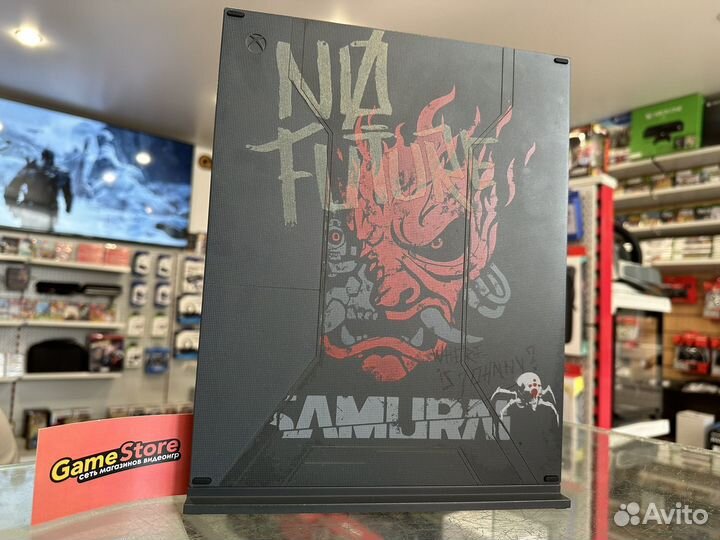 NØ
FUTURE
WHERE
IS JOHNNY?
SAMURAI
GameStore
сеть магазинов видеоигр
Avito